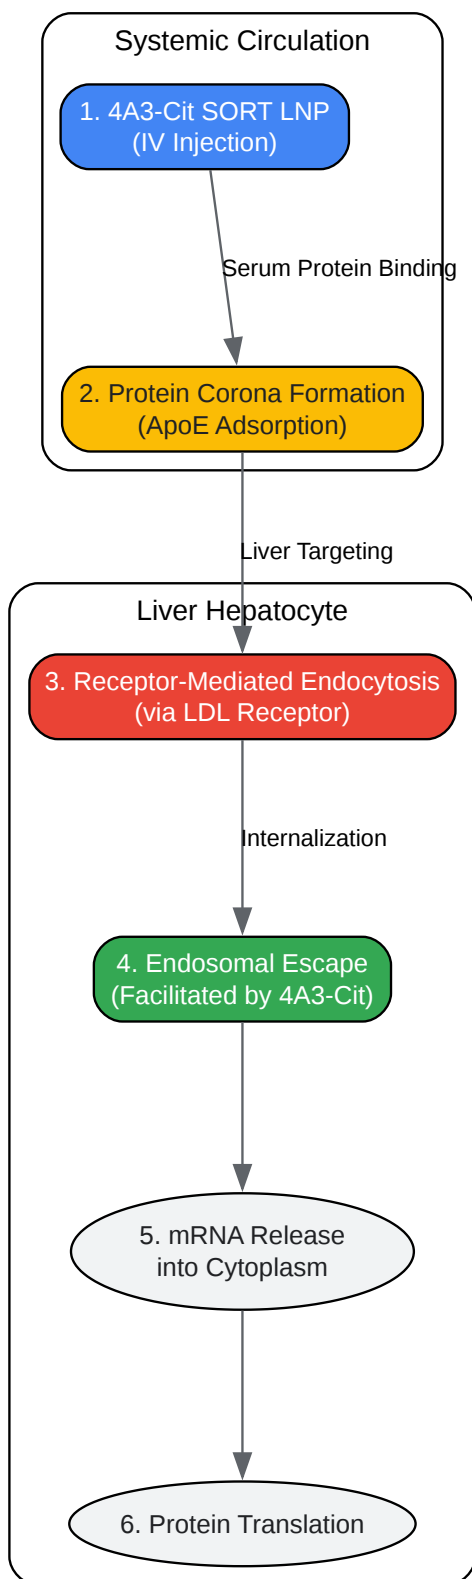 Systemic Circulation
1. 4A3-Cit SORT LNP
(IV Injection)
Serum Protein Binding
2. Protein Corona Formation
(ApoE Adsorption)
Liver Targeting
Liver Hepatocyte
3. Receptor-Mediated Endocytosis
(via LDL Receptor)
Internalization
4. Endosomal Escape
(Facilitated by 4A3-Cit)
5. mRNA Release
into Cytoplasm
6. Protein Translation